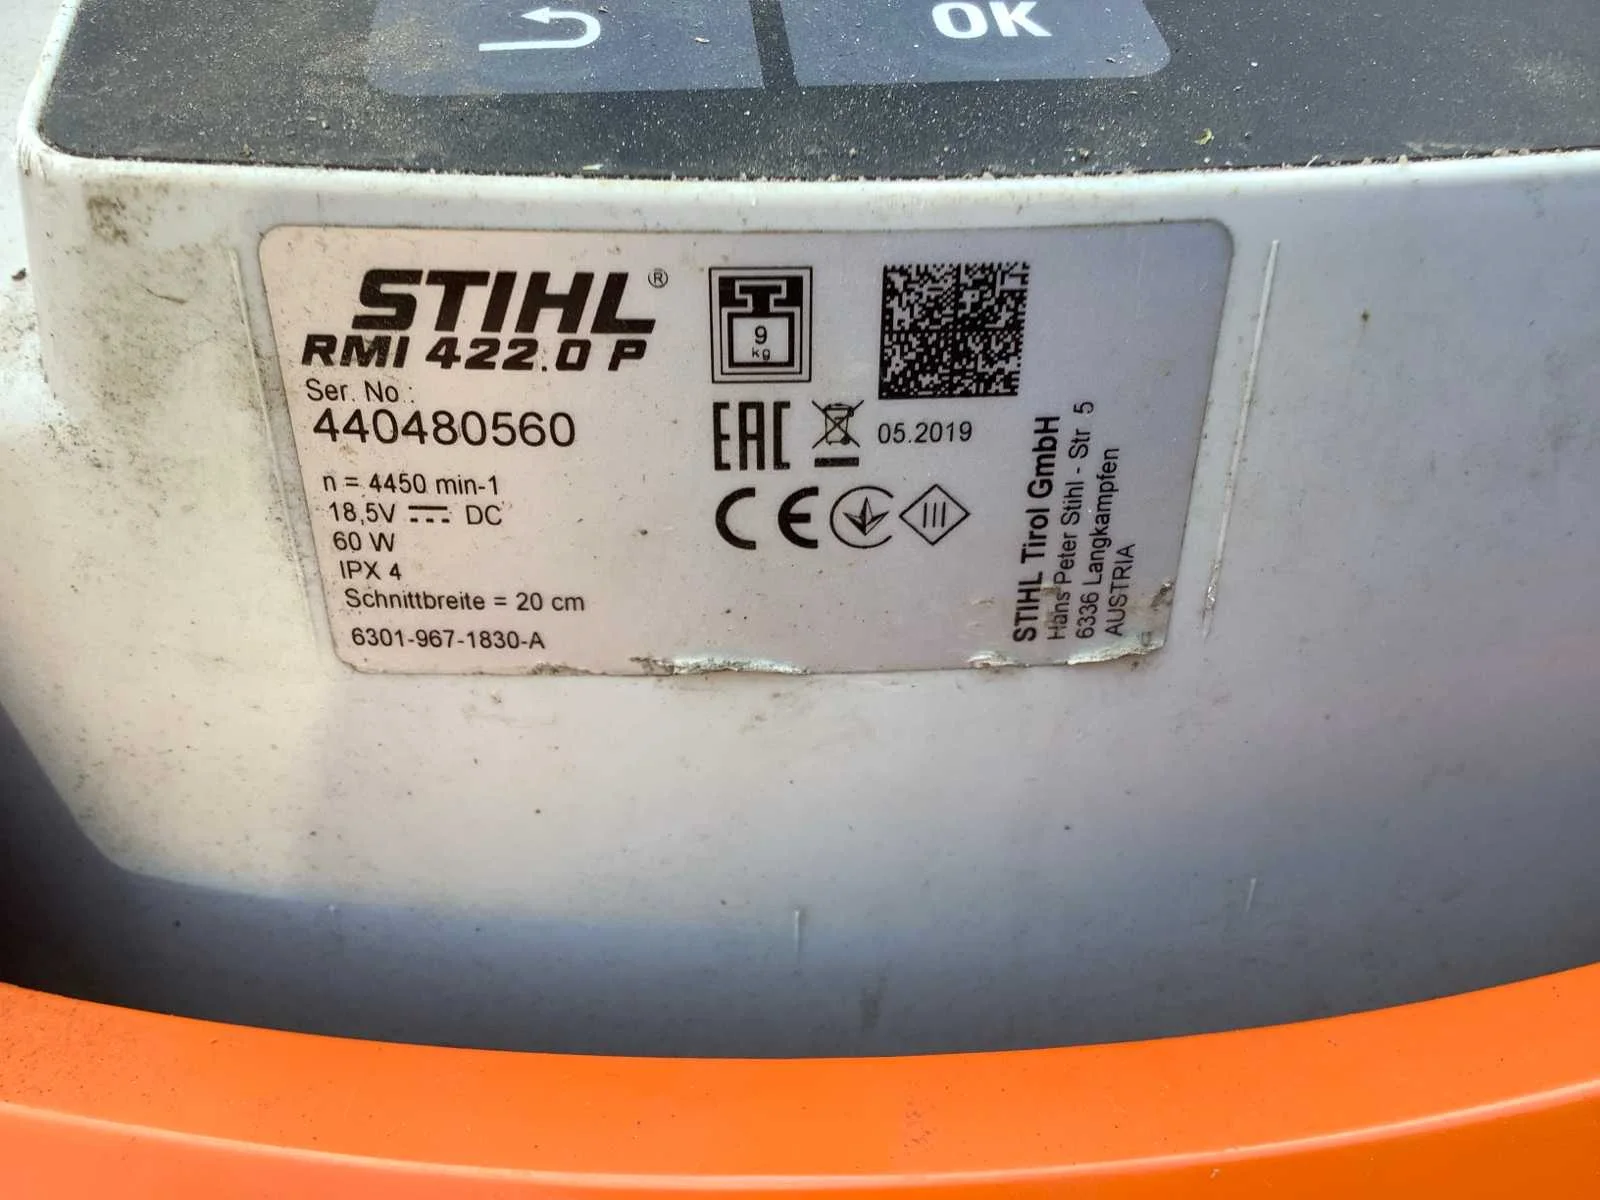 OK
STIHL®
RMI 422.0 P
Ser. No.:
440480560
n = 4450 min-1
18,5V DC
60 W
IPX 4
Schnittbreite = 20 cm
6301-967-1830-A
9
kg
EAC
05.2019
CE
III
STIHL Tirol GmbH
Hans Peter Stihl - Str. 5
6336 Langkampfen
AUSTRIA